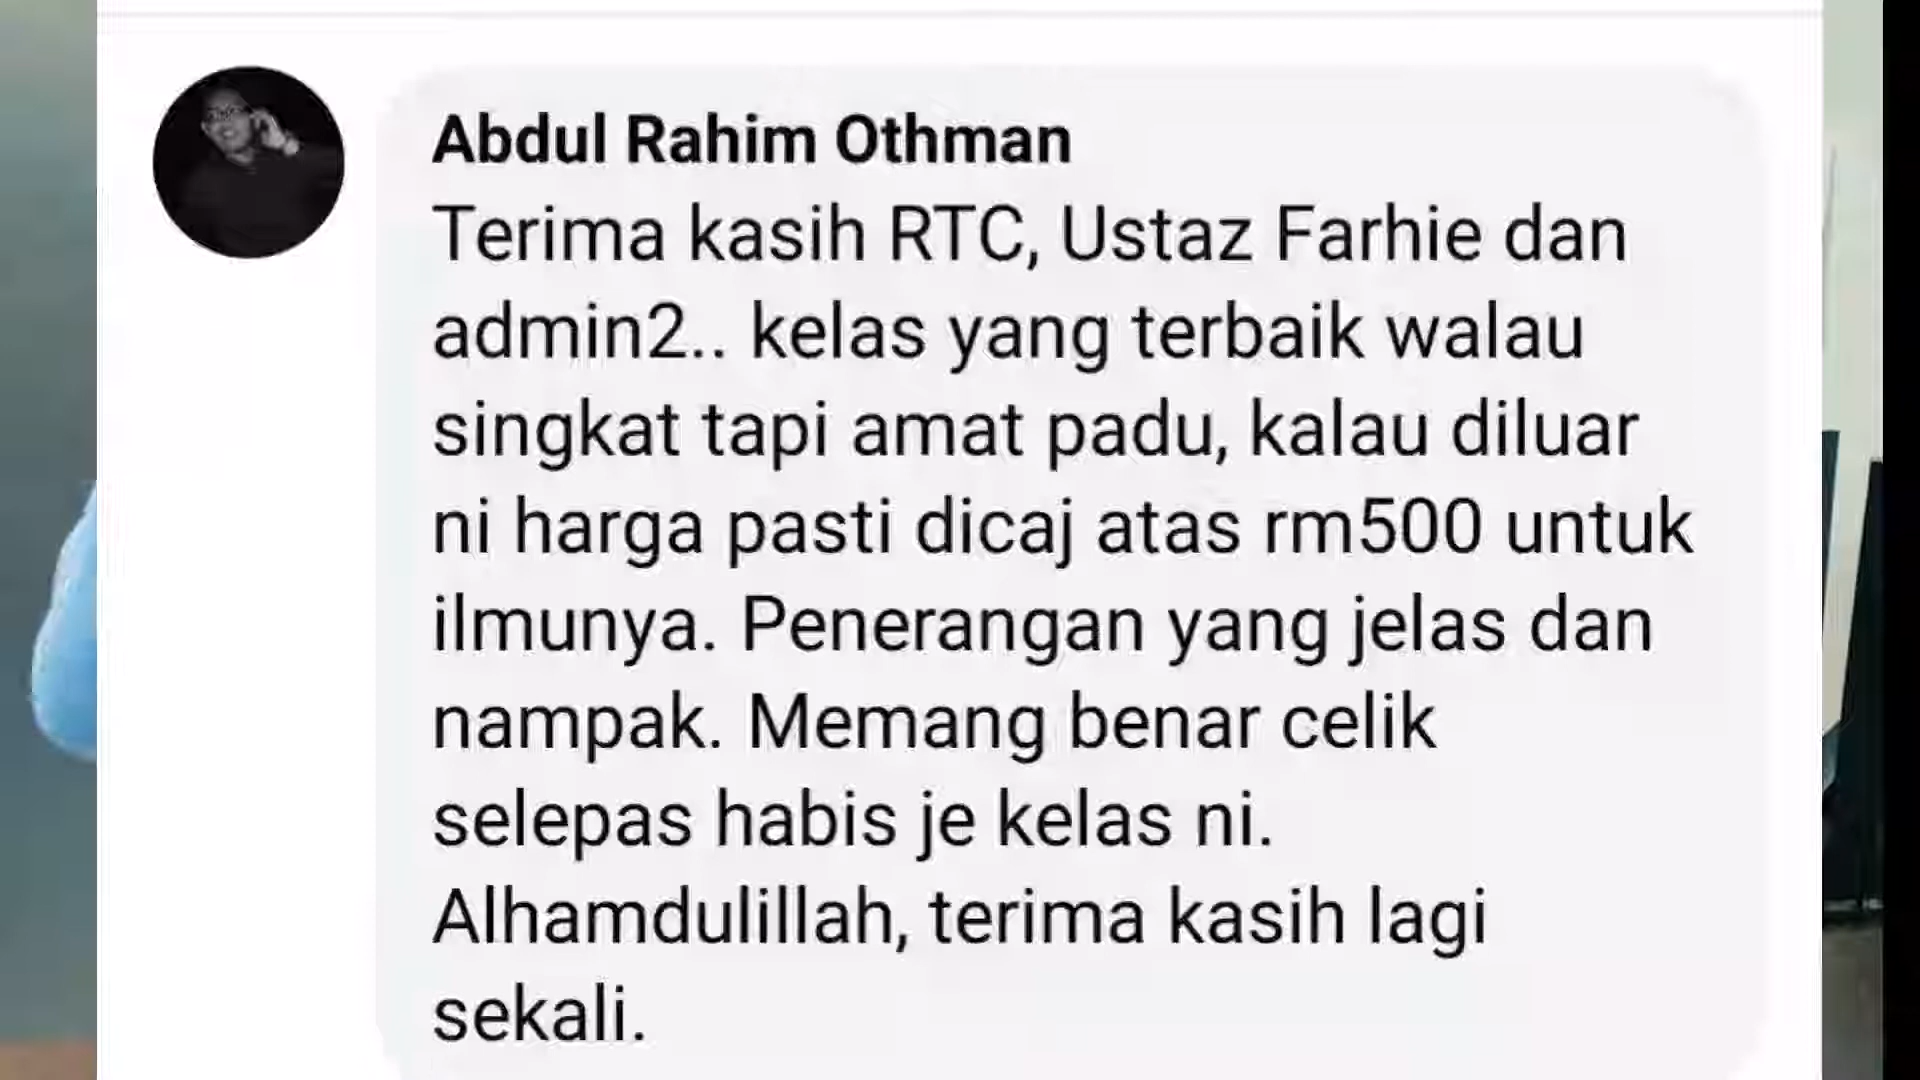 Abdul Rahim Othman
Terima kasih RTC, Ustaz Farhie dan
admin2.. kelas yang terbaik walau
singkat tapi amat padu, kalau diluar
ni harga pasti dicaj atas rm500 untuk
ilmunya. Penerangan yang jelas dan
nampak. Memang benar celik
selepas habis je kelas ni.
Alhamdulillah, terima kasih lagi
sekali.